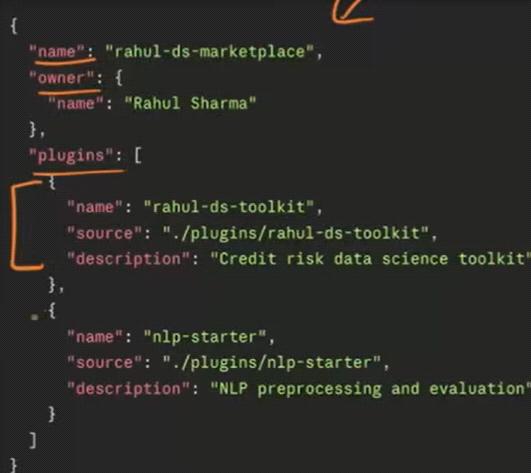 {
"name": "rahul-ds-marketplace",
"owner": {
"name": "Rahul Sharma"
},
"plugins": [
{
"name": "rahul-ds-toolkit",
"source": "./plugins/rahul-ds-toolkit",
"description": "Credit risk data science toolkit"
},
{
"name": "nlp-starter",
"source": "./plugins/nlp-starter",
"description": "NLP preprocessing and evaluation"
}
]
}